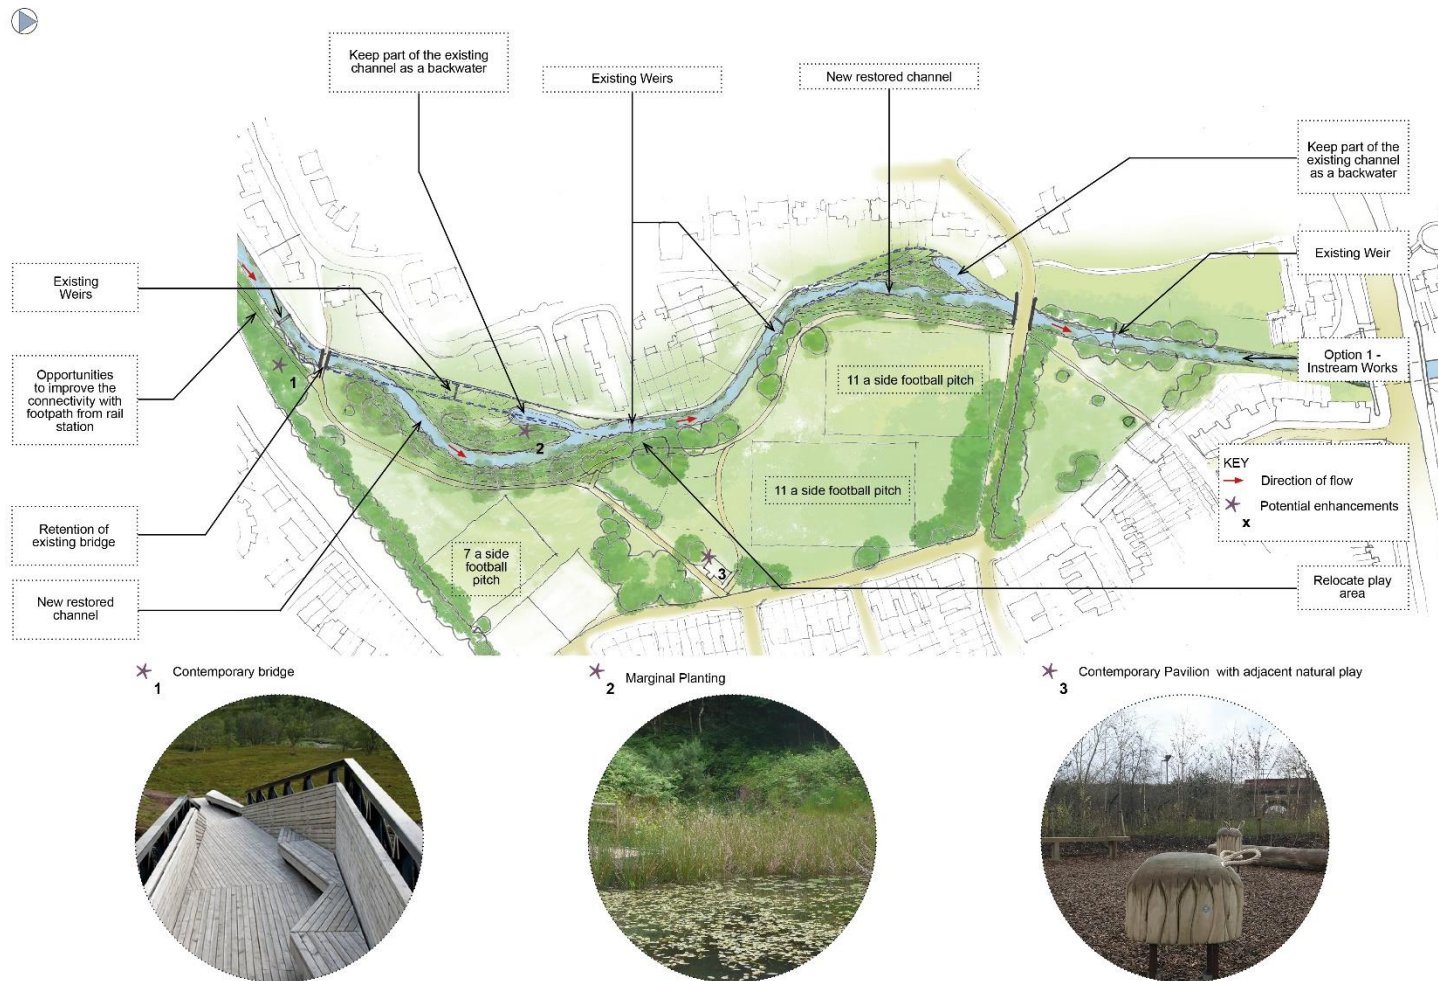 Keep part of the existing
channel as a backwater
Existing Weirs
New restored channel
Keep part of the
existing channel
as a backwater
Existing
Weirs
Existing Weir
Opportunities
to improve the
connectivity with
footpath from rail
station
1
2
3
11 a side football pitch
11 a side football pitch
7 a side
football
pitch
Option 1 -
Instream Works
KEY
Direction of flow
Potential enhancements
x
Retention of
existing bridge
New restored
channel
Relocate play
area
1
Contemporary bridge
2
Marginal Planting
3
Contemporary Pavilion with adjacent natural play